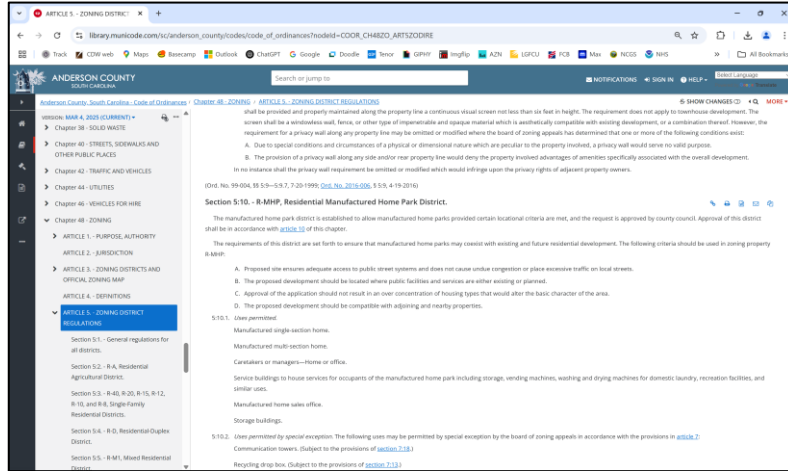 ARTICLE 5. - ZONING DISTRICT
library.municode.com/sc/anderson_county/codes/code_of_ordinances?nodeId=COOR_CH48ZO_ART5ZODIRE
Track
CDW web
Maps
Basecamp
Outlook
ChatGPT
Google
Doodle
Tenor
GIPHY
Imgflip
AZN
LGFCU
FCB
Max
NCGS
NHS
All Bookmarks
ANDERSON COUNTY
SOUTH CAROLINA
Search or jump to
NOTIFICATIONS
SIGN IN
HELP
Select Language
Anderson County, South Carolina - Code of Ordinances / Chapter 48 - ZONING / ARTICLE 5. - ZONING DISTRICT REGULATIONS
SHOW CHANGES
MORE
VERSION: MAR 4, 2025 (CURRENT)
Chapter 38 - SOLID WASTE
Chapter 40 - STREETS, SIDEWALKS AND
OTHER PUBLIC PLACES
Chapter 42 - TRAFFIC AND VEHICLES
Chapter 44 - UTILITIES
Chapter 46 - VEHICLES FOR HIRE
Chapter 48 - ZONING
ARTICLE 1. - PURPOSE, AUTHORITY
ARTICLE 2. - JURISDICTION
ARTICLE 3. - ZONING DISTRICTS AND
OFFICIAL ZONING MAP
ARTICLE 4. - DEFINITIONS
ARTICLE 5. - ZONING DISTRICT
REGULATIONS
Section 5:1. - General regulations for
all districts.
Section 5:2. - R-A, Residential
Agricultural District.
Section 5:3. - R-40, R-20, R-15, R-12,
R-10, and R-8, Single-Family
Residential Districts.
Section 5:4. - R-D, Residential-Duplex
District.
Section 5:5. - R-M1, Mixed Residential
District.
shall be provided and properly maintained along the property line a continuous visual screen not less than six feet in height. The requirement does not apply to townhouse development. The
screen shall be a windowless wall, fence, or other type of impenetrable and opaque material which is aesthetically compatible with existing development, or a combination thereof. However, the
requirement for a privacy wall along any property line may be omitted or modified where the board of zoning appeals has determined that one or more of the following conditions exist:
A. Due to special conditions and circumstances of a physical or dimensional nature which are peculiar to the property involved, a privacy wall would serve no valid purpose.
B. The provision of a privacy wall along any side and/or rear property line would deny the property involved advantages of amenities specifically associated with the overall development.
In no instance shall the privacy wall requirement be omitted or modified which would infringe upon the privacy rights of adjacent property owners.
(Ord. No. 99-004, §§ 5:9—5:9.7, 7-20-1999; Ord. No. 2016-006, § 5:9, 4-19-2016)
Section 5:10. - R-MHP, Residential Manufactured Home Park District.
The manufactured home park district is established to allow manufactured home parks provided certain locational criteria are met, and the request is approved by county council. Approval of this district
shall be in accordance with article 10 of this chapter.
The requirements of this district are set forth to ensure that manufactured home parks may coexist with existing and future residential development. The following criteria should be used in zoning property
R-MHP:
A. Proposed site ensures adequate access to public street systems and does not cause undue congestion or place excessive traffic on local streets.
B. The proposed development should be located where public facilities and services are either existing or planned.
C. Approval of the application should not result in an over concentration of housing types that would alter the basic character of the area.
D. The proposed development should be compatible with adjoining and nearby properties.
5:10.1. Uses permitted.
Manufactured single-section home.
Manufactured multi-section home.
Caretakers or managers—Home or office.
Service buildings to house services for occupants of the manufactured home park including storage, vending machines, washing and drying machines for domestic laundry, recreation facilities, and
similar uses.
Manufactured home sales office.
Storage buildings.
5:10.2. Uses permitted by special exception. The following uses may be permitted by special exception by the board of zoning appeals in accordance with the provisions in article 7:
Communication towers. (Subject to the provisions of section 7:18.)
Recycling drop box. (Subject to the provisions of section 7:13.)